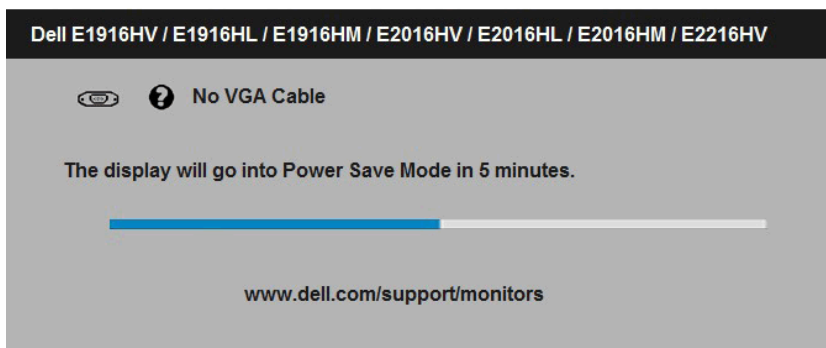 Dell E1916HV / E1916HL / E1916HM / E2016HV / E2016HL / E2016HM / E2216HV
? No VGA Cable
The display will go into Power Save Mode in 5 minutes.
www.dell.com/support/monitors